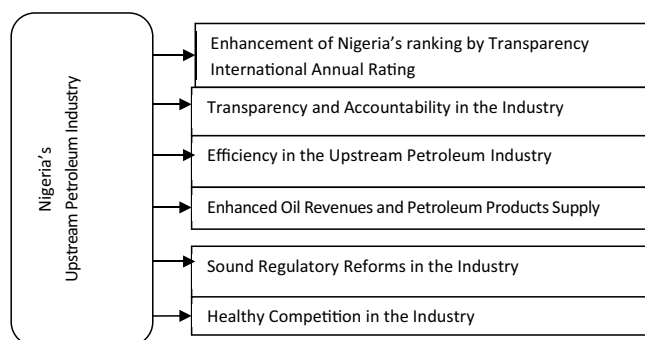 Nigeria’s
Upstream Petroleum Industry
Enhancement of Nigeria’s ranking by Transparency
International Annual Rating
Transparency and Accountability in the Industry
Efficiency in the Upstream Petroleum Industry
Enhanced Oil Revenues and Petroleum Products Supply
Sound Regulatory Reforms in the Industry
Healthy Competition in the Industry